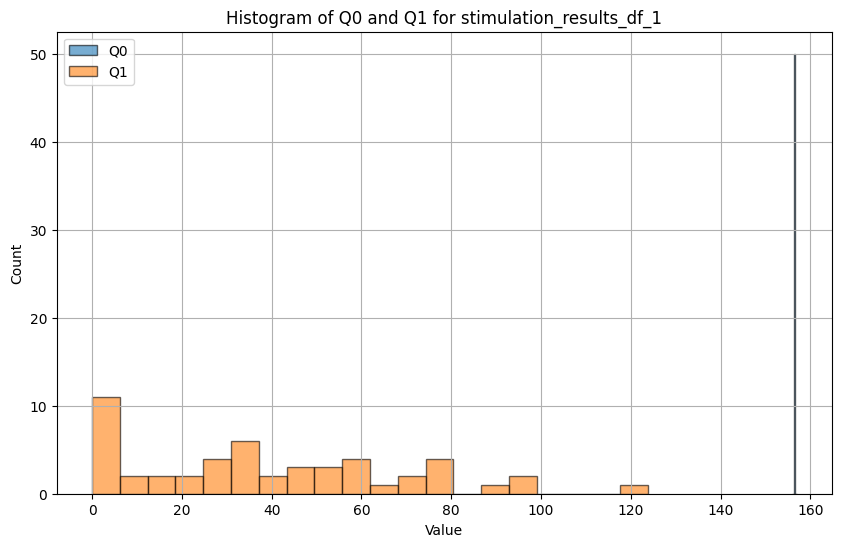 Histogram of Q0 and Q1 for stimulation_results_df_1
Q0
Q1
50
40
30
20
10
0
Count
0 20 40 60 80 100 120 140 160
Value